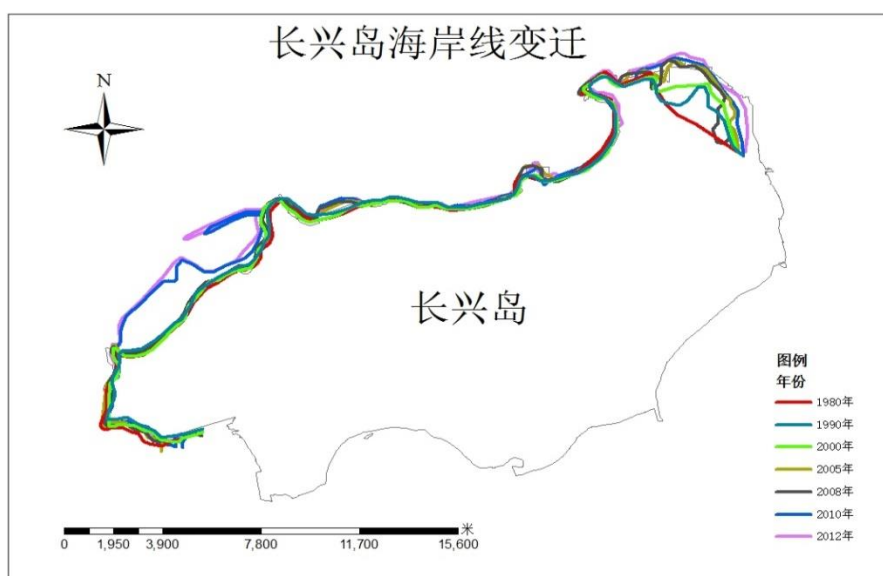 长兴岛海岸线变迁
N
长兴岛
图例
年份
1980年
1990年
2000年
2005年
2008年
2010年
2012年
米
0 1,950 3,900 7,800 11,700 15,600